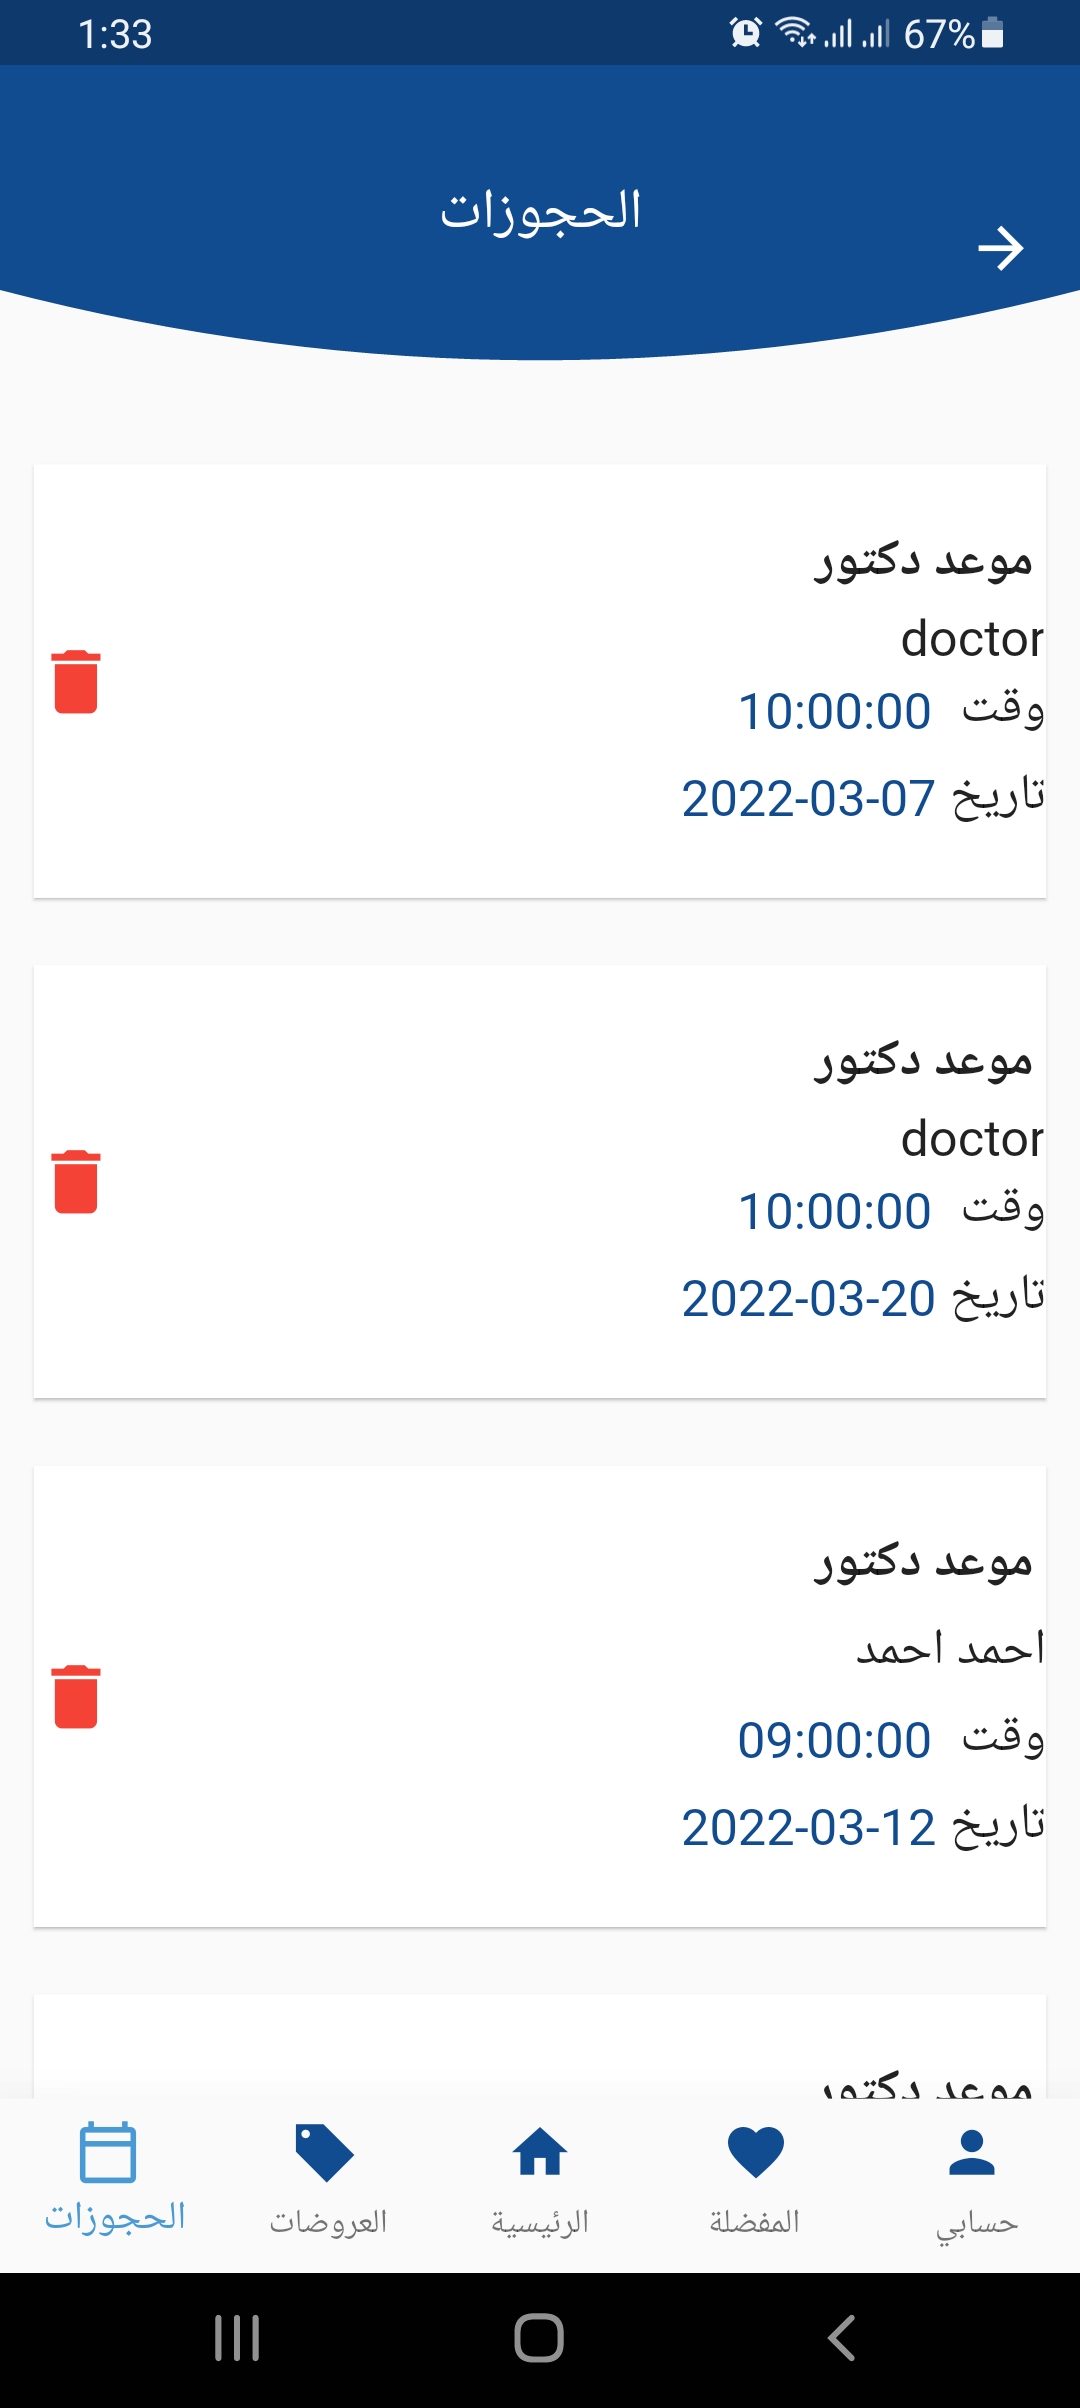 1:33 67%
الحجوزات
موعد دكتور
doctor
وقت 10:00:00
تاريخ 2022-03-07
موعد دكتور
doctor
وقت 10:00:00
تاريخ 2022-03-20
موعد دكتور
احمد احمد
وقت 09:00:00
تاريخ 2022-03-12
موعد دكتور
حسابي المفضلة الرئيسية العروضات الحجوزات